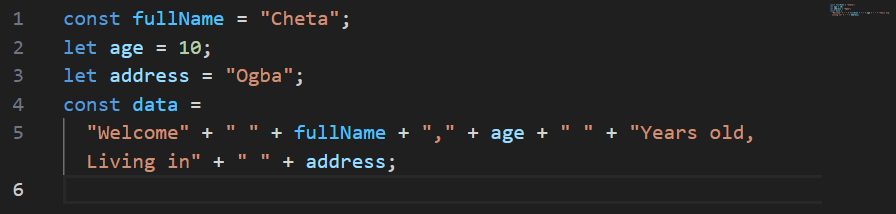 1 const fullName = "Cheta";
2 let age = 10;
3 let address = "Ogba";
4 const data =
5 "Welcome" + " " + fullName + "," + age + " " + "Years old,
Living in" + " " + address;
6